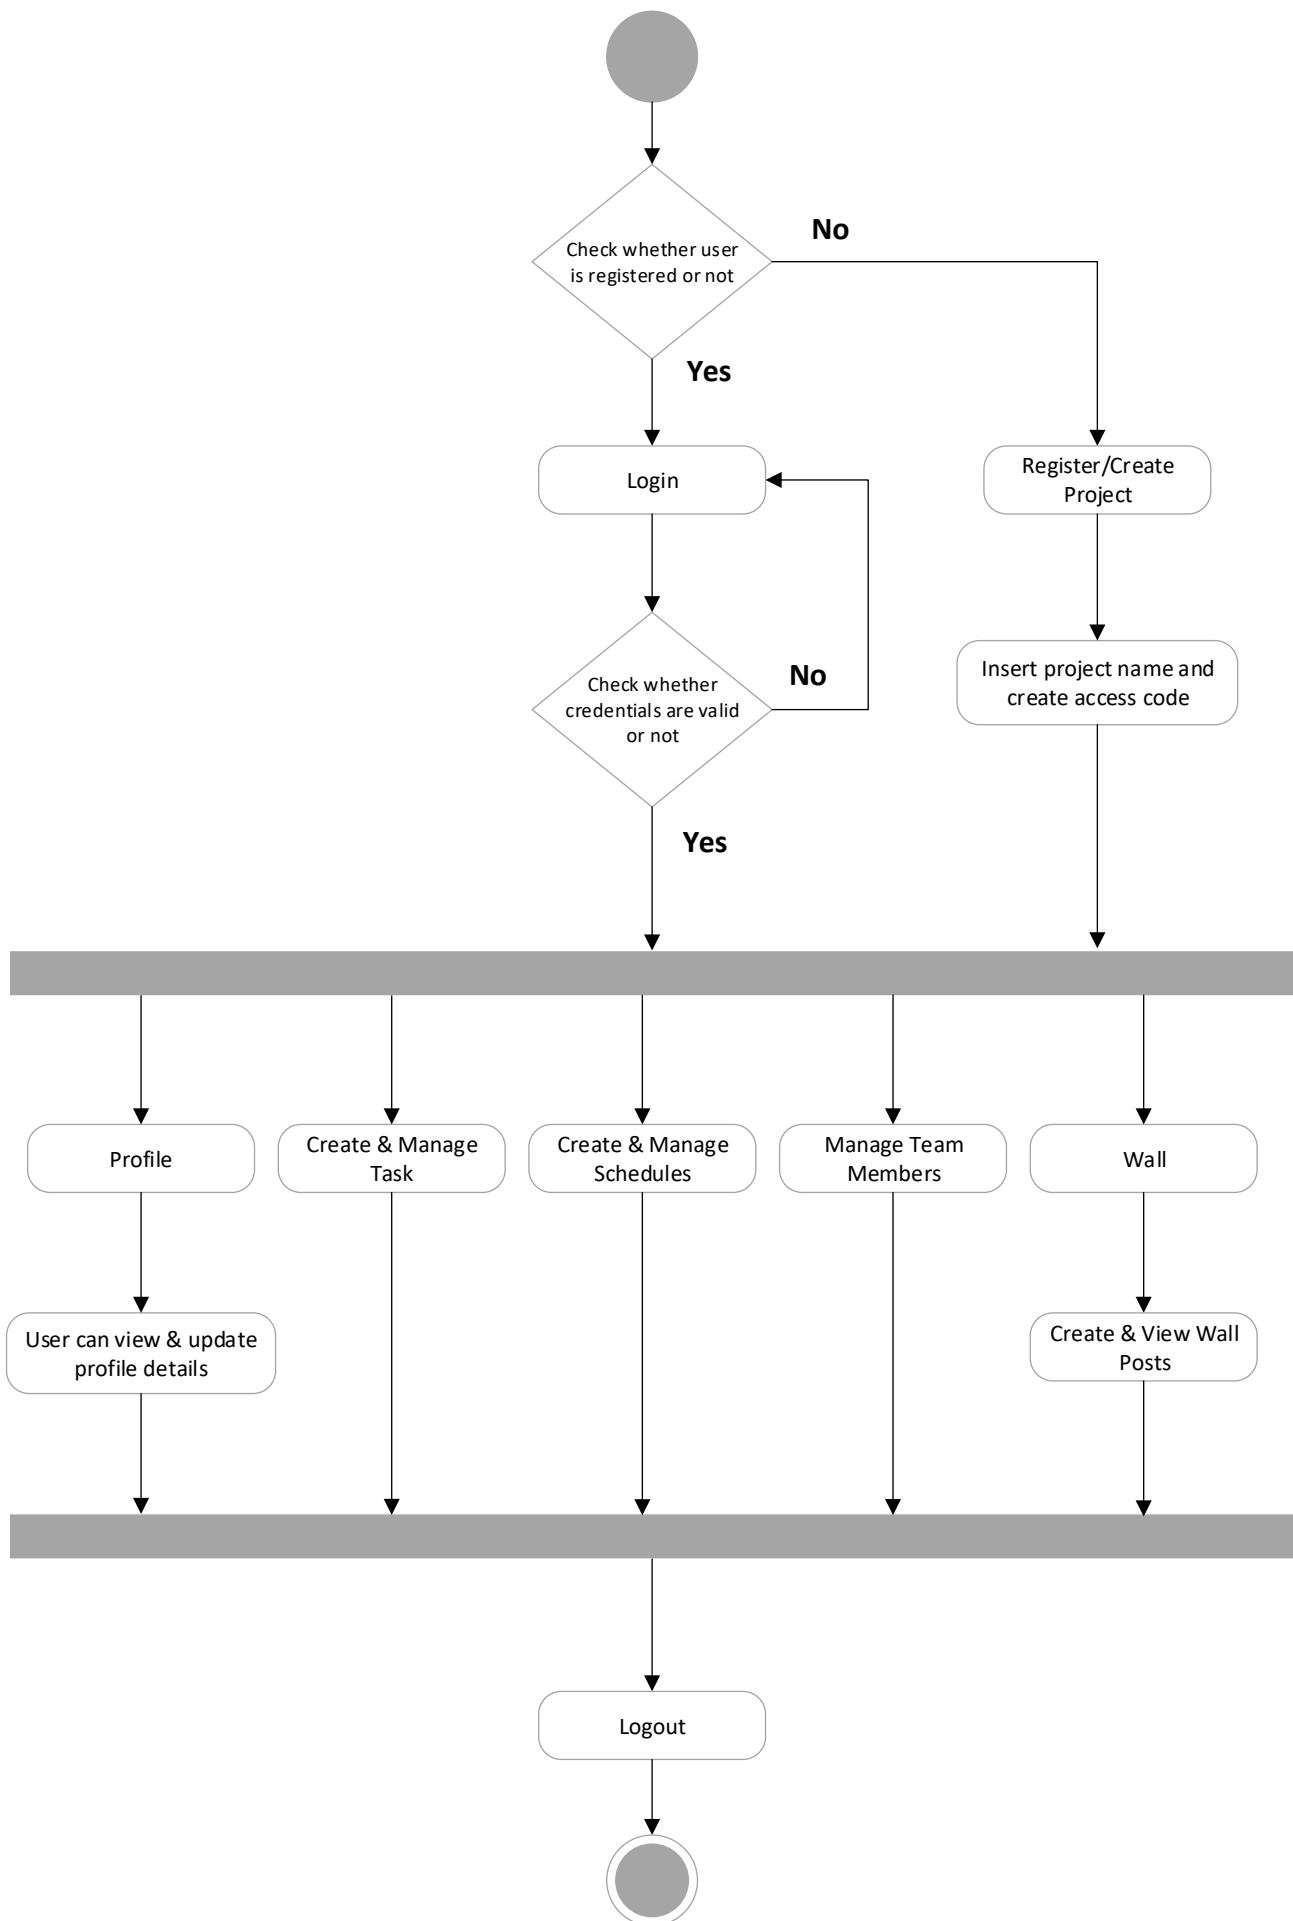 No
Check whether user
is registered or not
Yes
Login
Register/Create
Project
No
Check whether
credentials are valid
or not
Insert project name and
create access code
Yes
Profile
Create & Manage
Task
Create & Manage
Schedules
Manage Team
Members
Wall
User can view & update
profile details
Create & View Wall
Posts
Logout